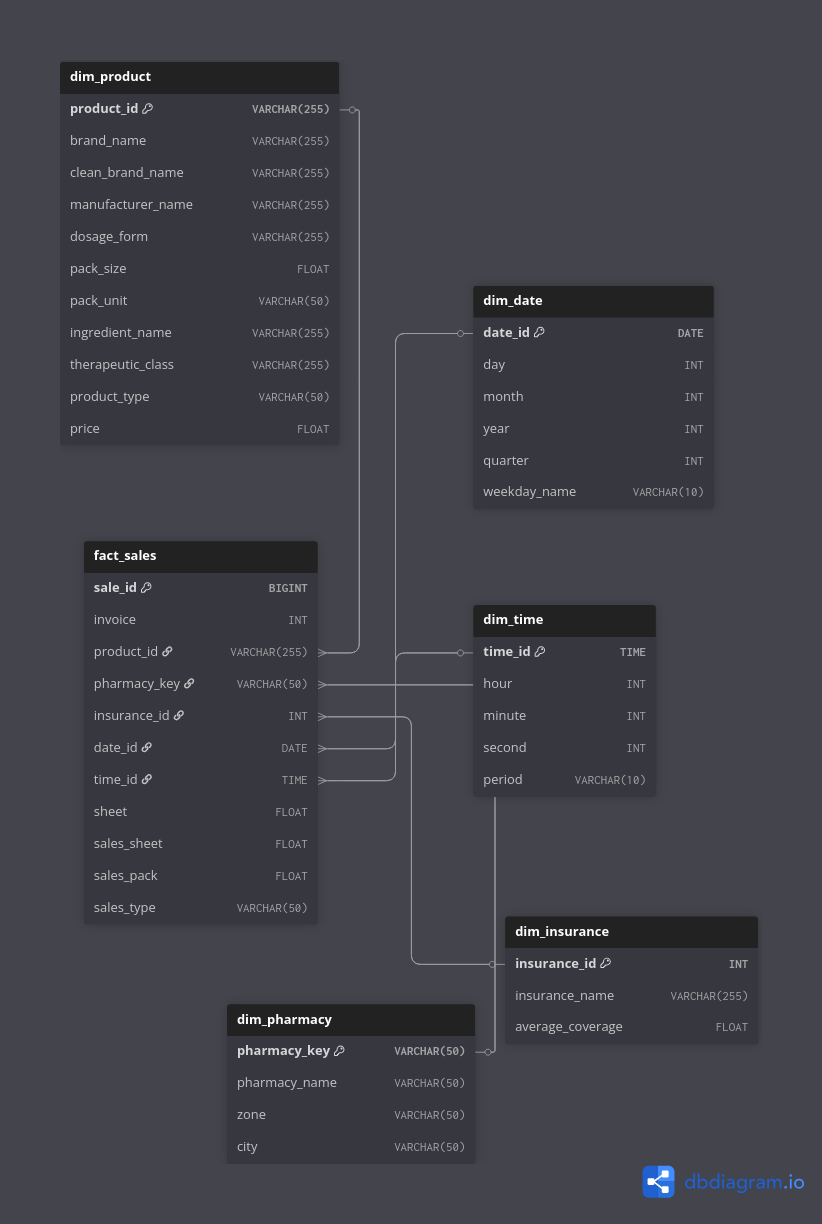 dim_product
product_id VARCHAR(255)
brand_name VARCHAR(255)
clean_brand_name VARCHAR(255)
manufacturer_name VARCHAR(255)
dosage_form VARCHAR(255)
pack_size FLOAT
pack_unit VARCHAR(50)
ingredient_name VARCHAR(255)
therapeutic_class VARCHAR(255)
product_type VARCHAR(50)
price FLOAT
dim_date
date_id DATE
day INT
month INT
year INT
quarter INT
weekday_name VARCHAR(10)
fact_sales
sale_id BIGINT
invoice INT
product_id VARCHAR(255)
pharmacy_key VARCHAR(50)
insurance_id INT
date_id DATE
time_id TIME
sheet FLOAT
sales_sheet FLOAT
sales_pack FLOAT
sales_type VARCHAR(50)
dim_time
time_id TIME
hour INT
minute INT
second INT
period VARCHAR(10)
dim_insurance
insurance_id INT
insurance_name VARCHAR(255)
average_coverage FLOAT
dim_pharmacy
pharmacy_key VARCHAR(50)
pharmacy_name VARCHAR(50)
zone VARCHAR(50)
city VARCHAR(50)
dbdiagram.io